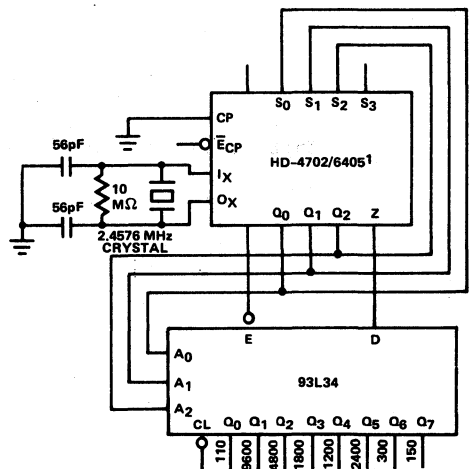 S0 S1 S2 S3
CP
ECP
HD-4702/6405¹
IX
OX
56pF
10 MΩ
56pF
2.4576 MHz
CRYSTAL
Q0 Q1 Q2 Z
E D
A0
A1
A2
93L34
CL Q0 Q1 Q2 Q3 Q4 Q5 Q6 Q7
110 9600 4800 1800 1200 2400 300 150